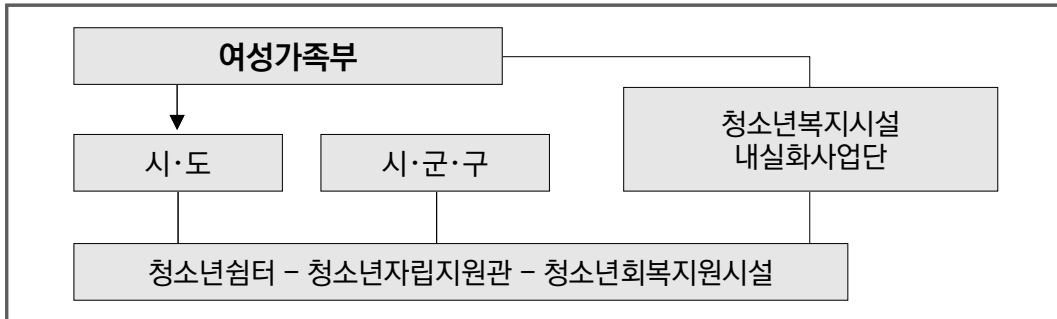 여성가족부
청소년복지시설
내실화사업단
시·도
시·군·구
청소년쉼터 – 청소년자립지원관 – 청소년회복지원시설